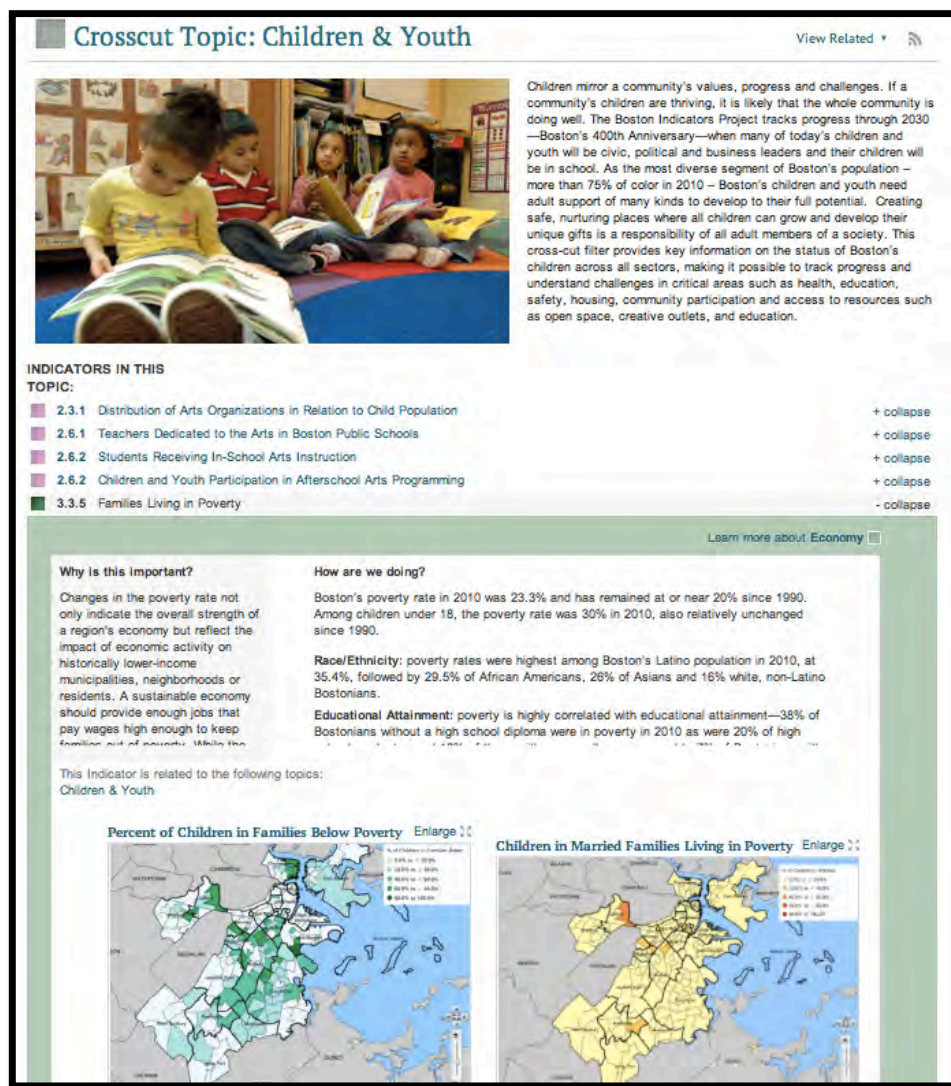 Crosscut Topic: Children & Youth
View Related
Children mirror a community's values, progress and challenges. If a
community's children are thriving, it is likely that the whole community is
doing well. The Boston Indicators Project tracks progress through 2030
—Boston's 400th Anniversary—when many of today's children and
youth will be civic, political and business leaders and their children will
be in school. As the most diverse segment of Boston's population –
more than 75% of color in 2010 – Boston's children and youth need
adult support of many kinds to develop to their full potential. Creating
safe, nurturing places where all children can grow and develop their
unique gifts is a responsibility of all adult members of a society. This
cross-cut filter provides key information on the status of Boston's
children across all sectors, making it possible to track progress and
understand challenges in critical areas such as health, education,
safety, housing, community participation and access to resources such
as open space, creative outlets, and education.
INDICATORS IN THIS
TOPIC:
2.3.1 Distribution of Arts Organizations in Relation to Child Population + collapse
2.6.1 Teachers Dedicated to the Arts in Boston Public Schools + collapse
2.6.2 Students Receiving In-School Arts Instruction + collapse
2.6.2 Children and Youth Participation in Afterschool Arts Programming + collapse
3.3.5 Families Living in Poverty - collapse
Learn more about Economy
Why is this important?
Changes in the poverty rate not
only indicate the overall strength of
a region's economy but reflect the
impact of economic activity on
historically lower-income
municipalities, neighborhoods or
residents. A sustainable economy
should provide enough jobs that
pay wages high enough to keep
families out of poverty. While the
How are we doing?
Boston's poverty rate in 2010 was 23.3% and has remained at or near 20% since 1990.
Among children under 18, the poverty rate was 30% in 2010, also relatively unchanged
since 1990.
Race/Ethnicity: poverty rates were highest among Boston's Latino population in 2010, at
35.4%, followed by 29.5% of African Americans, 26% of Asians and 16% white, non-Latino
Bostonians.
Educational Attainment: poverty is highly correlated with educational attainment—38% of
Bostonians without a high school diploma were in poverty in 2010 as were 20% of high
This Indicator is related to the following topics:
Children & Youth
Percent of Children in Families Below Poverty Enlarge
Children in Married Families Living in Poverty Enlarge